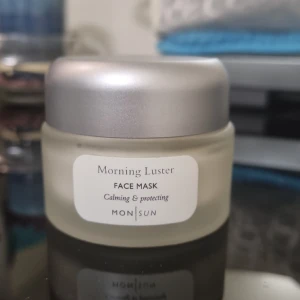 Morning Luster
FACE MASK
Calming & protecting
MON|SUN